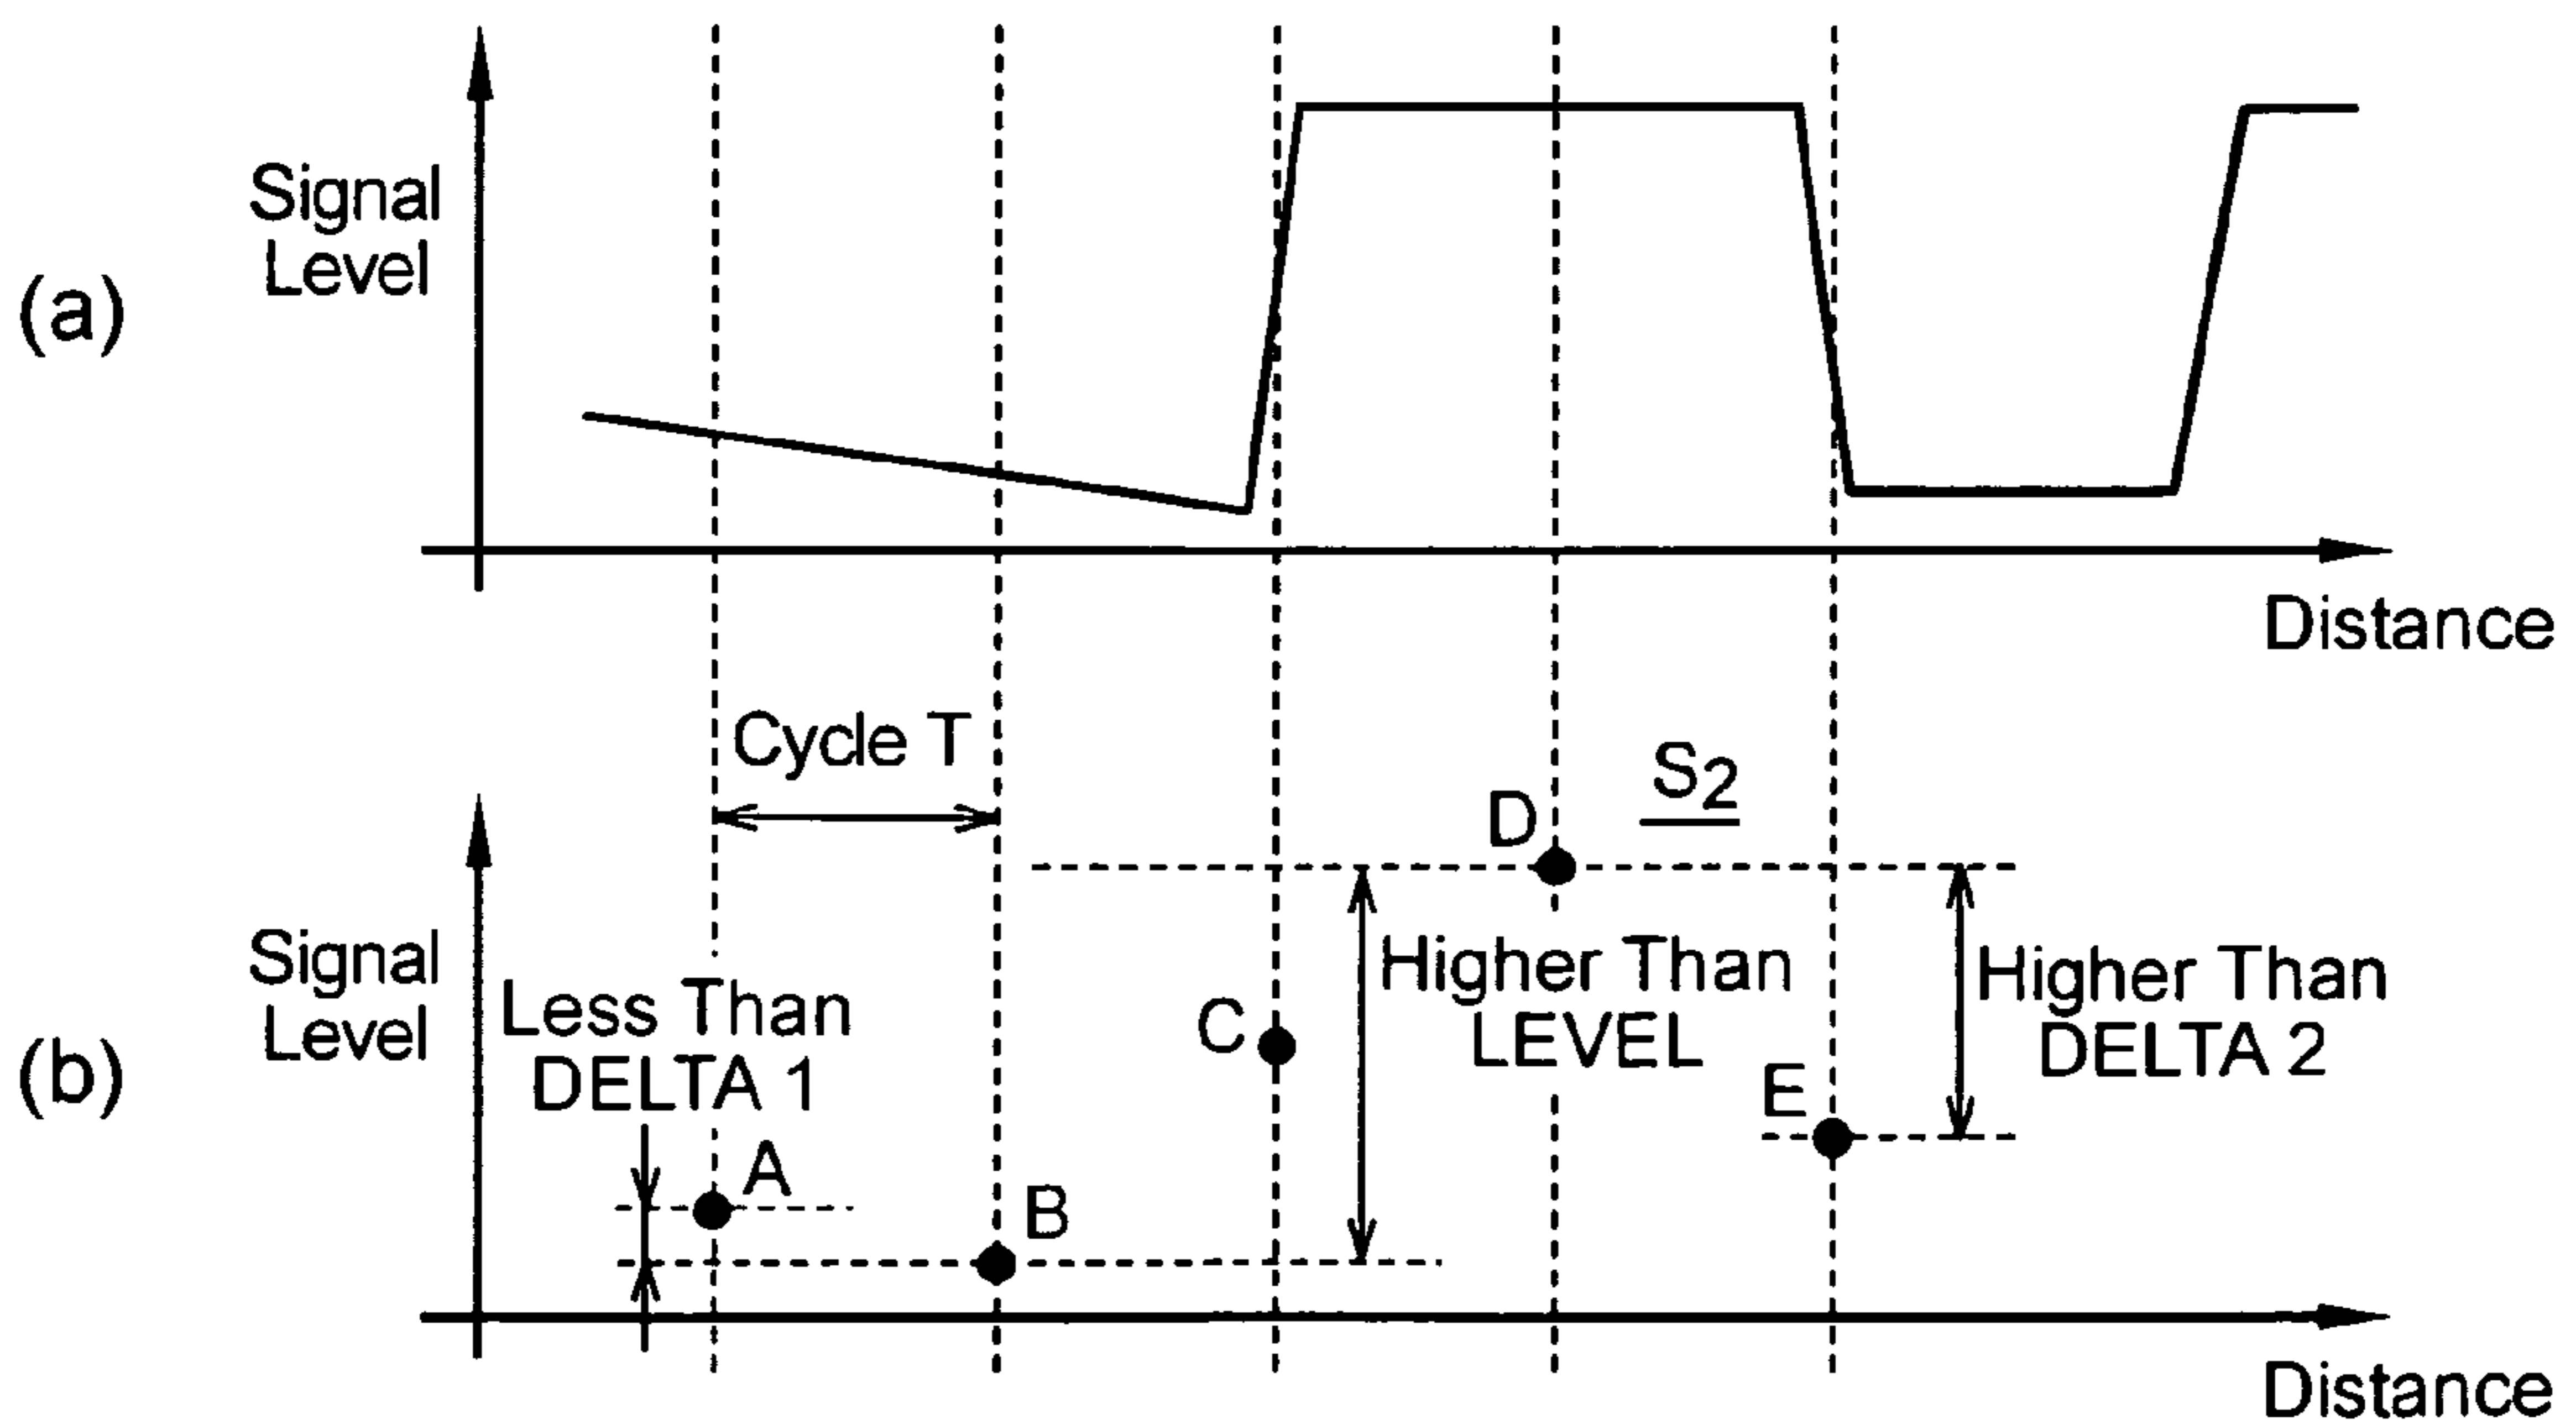 (a)
Signal
Level
Distance
Cycle T
S2
D
(b)
Signal
Level
Less Than
DELTA 1
A
B
C
Higher Than
LEVEL
E
Higher Than
DELTA 2
Distance